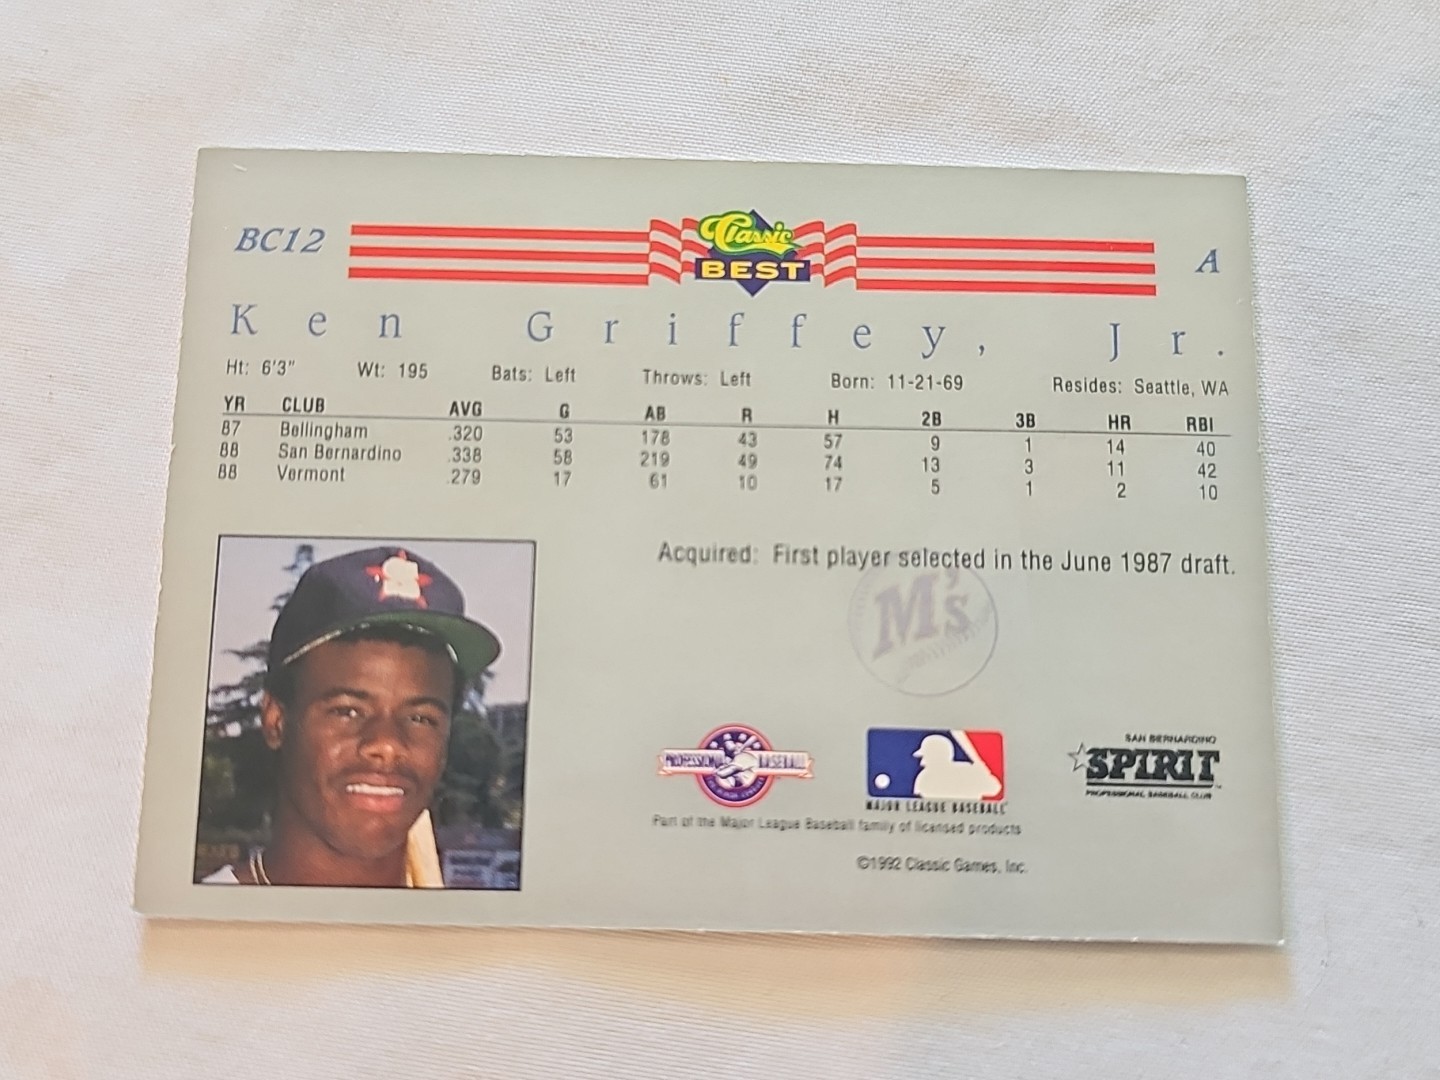 BC12
Classic
BEST
A
Ken Griffey, Jr.
Ht: 6'3" Wt: 195 Bats: Left Throws: Left Born: 11-21-69 Resides: Seattle, WA
YR CLUB AVG G AB R H 2B 3B HR RBI
87 Bellingham .320 53 178 43 57 9 1 14 40
88 San Bernardino .338 58 219 49 74 13 3 11 42
88 Vermont .279 17 61 10 17 5 1 2 10
Acquired: First player selected in the June 1987 draft.
M's
PROFESSIONAL BASEBALL
MAJOR LEAGUE BASEBALL
SAN BERNARDINO
SPIRIT
PROFESSIONAL BASEBALL CLUB
Part of the Major League Baseball family of licensed products
©1992 Classic Games, Inc.